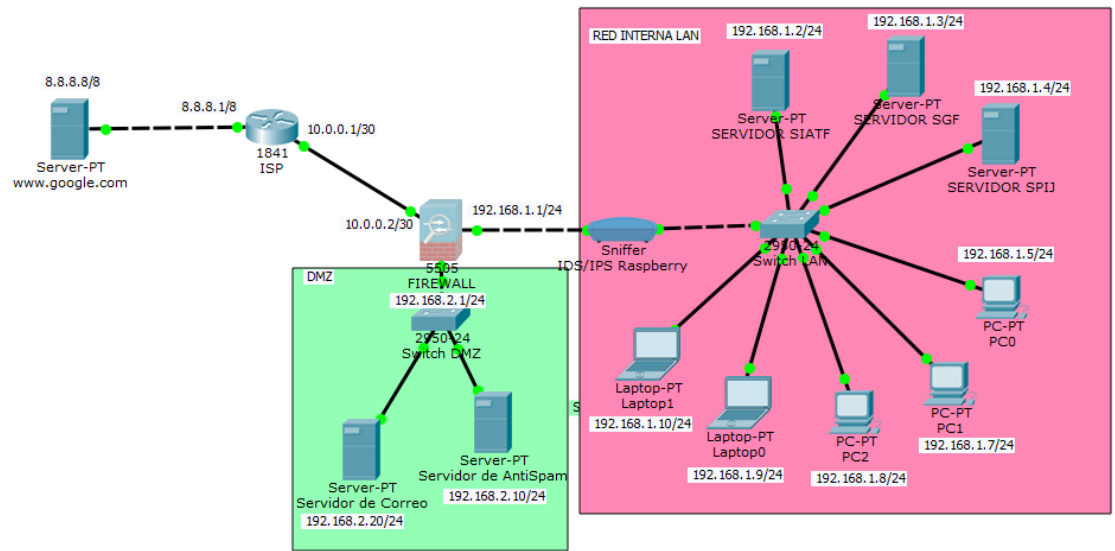 8.8.8.8/8
Server-PT
www.google.com
8.8.8.1/8
10.0.0.1/30
1841
ISP
10.0.0.2/30
192.168.1.1/24
5505
FIREWALL
Sniffer
IDS/IPS Raspberry
DMZ
192.168.2.1/24
2950-24
Switch DMZ
Server-PT
Servidor de Correo
192.168.2.20/24
Server-PT
Servidor de AntiSpam
192.168.2.10/24
S
RED INTERNA LAN
192.168.1.2/24
Server-PT
SERVIDOR SIATF
192.168.1.3/24
Server-PT
SERVIDOR SGF
192.168.1.4/24
Server-PT
SERVIDOR SPIJ
2950-24
Switch LAN
192.168.1.5/24
PC-PT
PC0
PC-PT
PC1
192.168.1.7/24
PC-PT
PC2
192.168.1.8/24
Laptop-PT
Laptop0
192.168.1.9/24
Laptop-PT
Laptop1
192.168.1.10/24